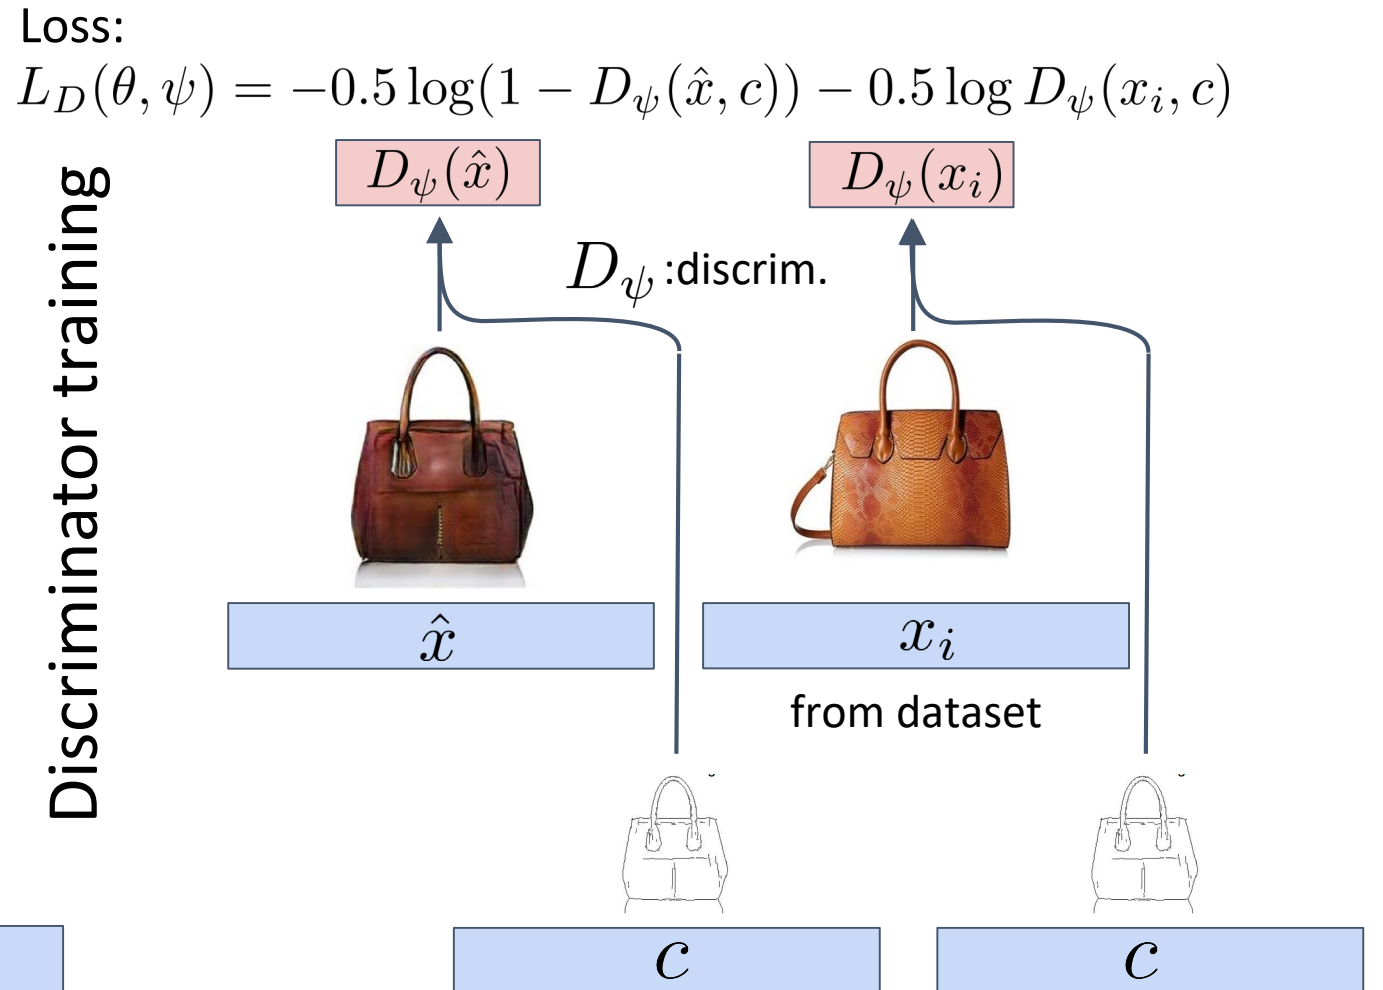 Loss:
L_D(θ, ψ) = −0.5 log(1 − D_ψ(x̂, c)) − 0.5 log D_ψ(x_i, c)
D_ψ(x̂)
D_ψ(x_i)
D_ψ :discrim.
Discriminator training
x̂
x_i
from dataset
c
c